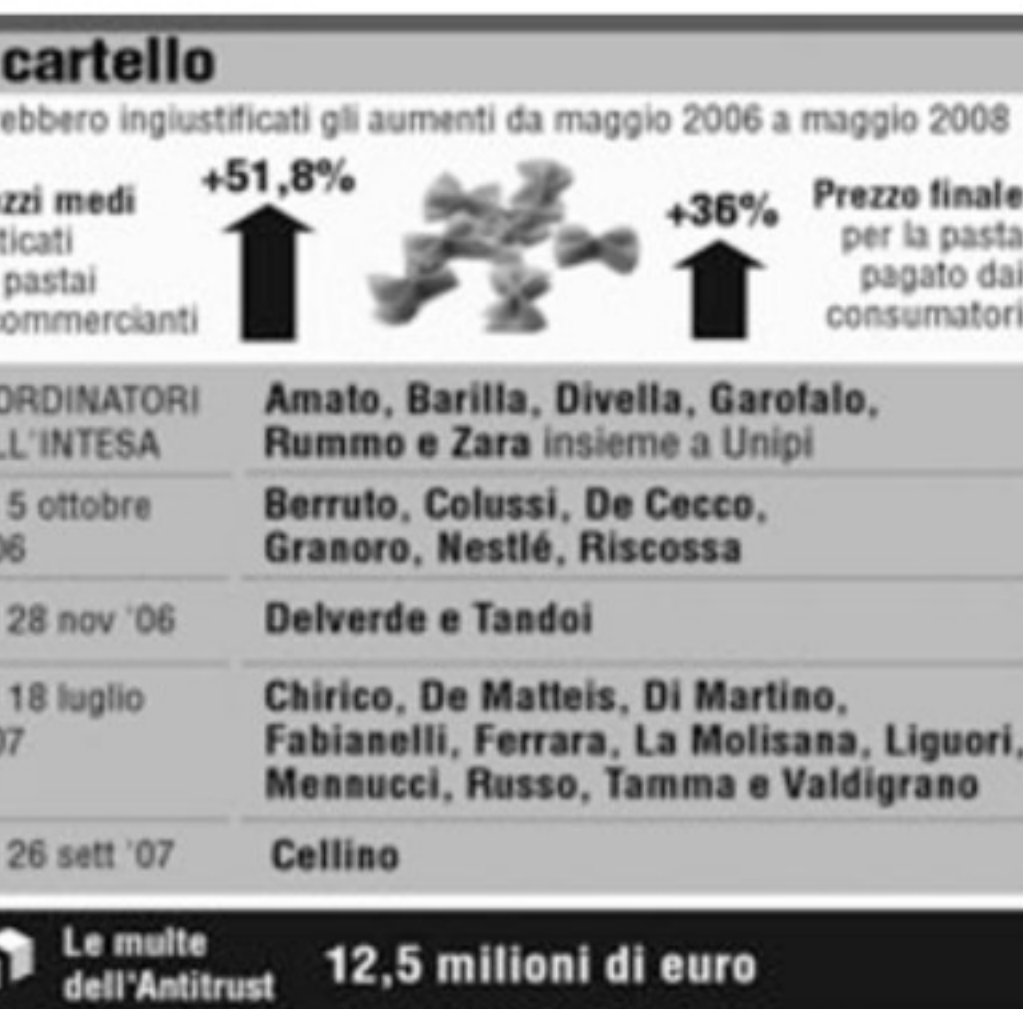 cartello
ebbero ingiustificati gli aumenti da maggio 2006 a maggio 2008
+51,8%
zzi medi
ticati
pastai
commercianti
+36%
Prezzo finale
per la pasta
pagato dai
consumatori
ORDINATORI
LL'INTESA
Amato, Barilla, Divella, Garofalo,
Rummo e Zara insieme a Unipi
5 ottobre
06
Berruto, Colussi, De Cecco,
Granoro, Nestlé, Riscossa
28 nov '06
Delverde e Tandoi
18 luglio
07
Chirico, De Matteis, Di Martino,
Fabianelli, Ferrara, La Molisana, Liguori,
Mennucci, Russo, Tamma e Valdigrano
26 sett '07
Cellino
Le multe
dell'Antitrust
12,5 milioni di euro